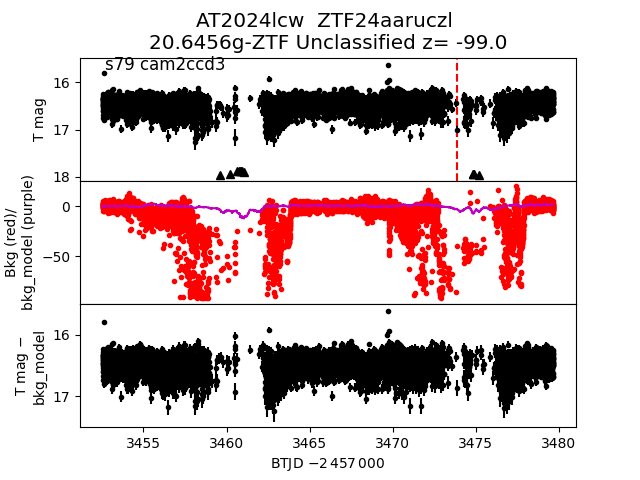 AT2024lcw  ZTF24aaruczl
20.6456g-ZTF Unclassified z= -99.0
s79 cam2ccd3
16
17
18
T mag
0
−50
Bkg (red)/
bkg_model (purple)
16
17
T mag −
bkg_model
3455
3460
3465
3470
3475
3480
BTJD −2 457 000